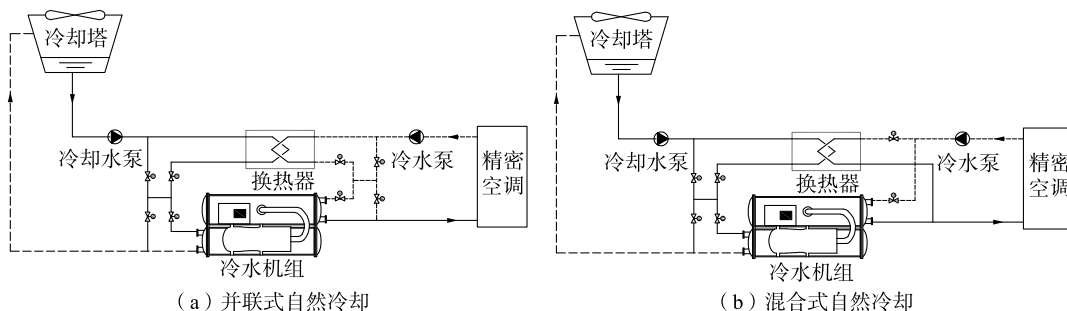 冷却塔
冷却水泵
换热器
冷水泵
精密
空调
冷水机组
（a）并联式自然冷却
冷却塔
冷却水泵
换热器
冷水泵
精密
空调
冷水机组
（b）混合式自然冷却